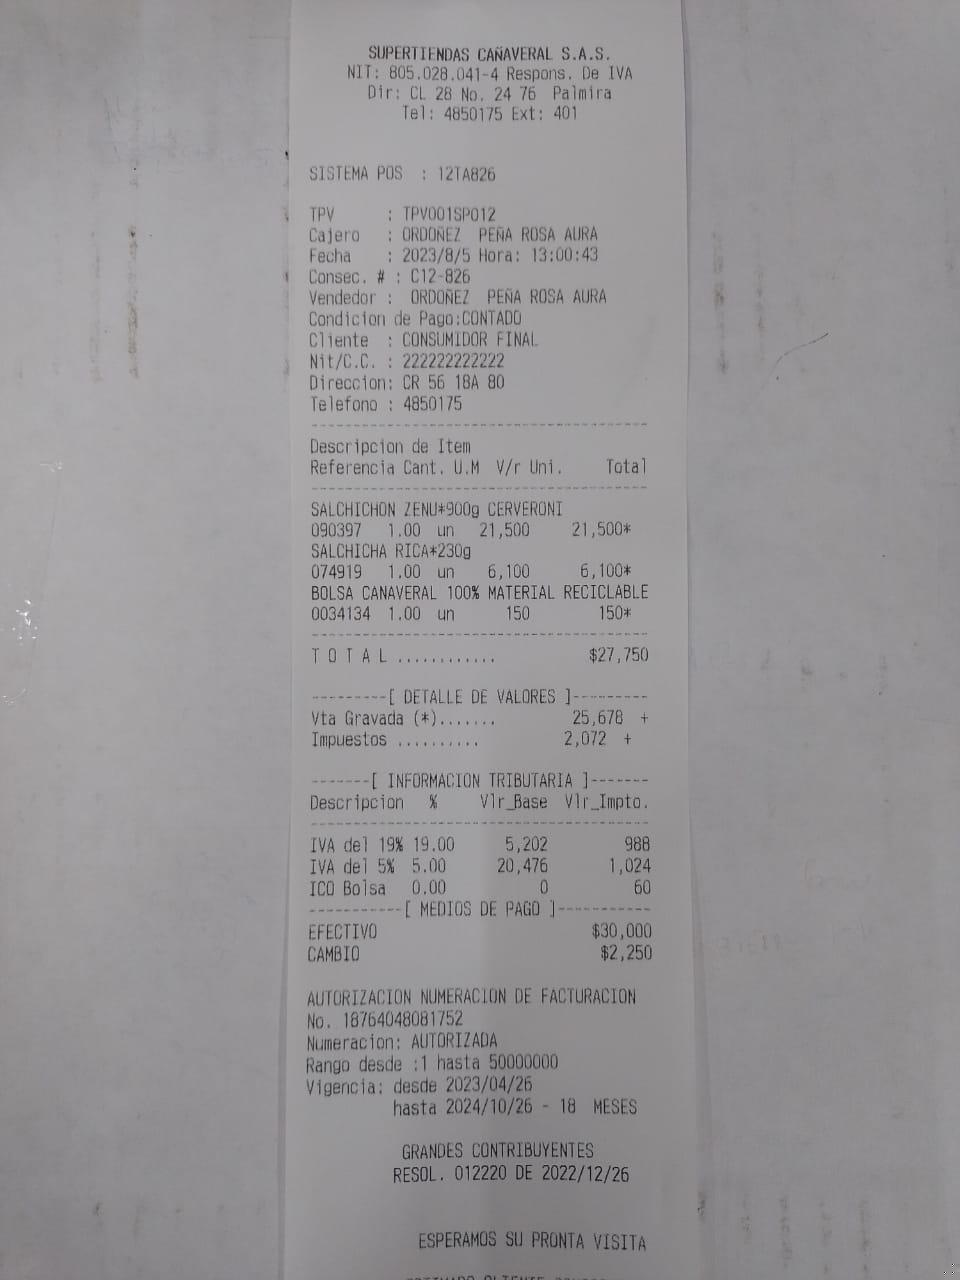 SUPERTIENDAS CAÑAVERAL S.A.S.
NIT: 805.028.041-4 Respons. De IVA
Dir: CL 28 No. 24 76 Palmira
Tel: 4850175 Ext: 401
SISTEMA POS : 12TA826
TPV : TPV001SP012
Cajero : ORDOÑEZ PEÑA ROSA AURA
Fecha : 2023/8/5 Hora: 13:00:43
Consec. # : C12-826
Vendedor : ORDOÑEZ PEÑA ROSA AURA
Condicion de Pago:CONTADO
Cliente : CONSUMIDOR FINAL
Nit/C.C. : 222222222222
Direccion: CR 56 18A 80
Telefono : 4850175
----------------------------------------
Descripcion de Item
Referencia Cant. U.M V/r Uni. Total
----------------------------------------
SALCHICHON ZENU*900g CERVERONI
090397 1.00 un 21,500 21,500*
SALCHICHA RICA*230g
074919 1.00 un 6,100 6,100*
BOLSA CANAVERAL 100% MATERIAL RECICLABLE
0034134 1.00 un 150 150*
----------------------------------------
T O T A L ............ $27,750
---------[ DETALLE DE VALORES ]---------
Vta Gravada (*)....... 25,678 +
Impuestos .......... 2,072 +
-------[ INFORMACION TRIBUTARIA ]-------
Descripcion % Vlr_Base Vlr_Impto.
----------------------------------------
IVA del 19% 19.00 5,202 988
IVA del 5% 5.00 20,476 1,024
ICO Bolsa 0.00 0 60
-----------[ MEDIOS DE PAGO ]-----------
EFECTIVO $30,000
CAMBIO $2,250
AUTORIZACION NUMERACION DE FACTURACION
No. 18764048081752
Numeracion: AUTORIZADA
Rango desde :1 hasta 50000000
Vigencia: desde 2023/04/26
hasta 2024/10/26 - 18 MESES
GRANDES CONTRIBUYENTES
RESOL. 012220 DE 2022/12/26
ESPERAMOS SU PRONTA VISITA